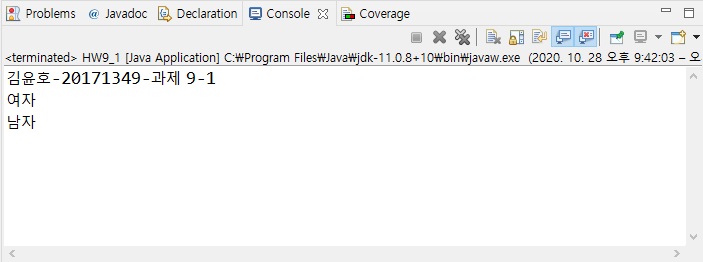 Problems @ Javadoc Declaration Console Coverage
<terminated> HW9_1 [Java Application] C:₩Program Files₩Java₩jdk-11.0.8+10₩bin₩javaw.exe (2020. 10. 28 오후 9:42:03 – 오
김윤호-20171349-과제 9-1
여자
남자